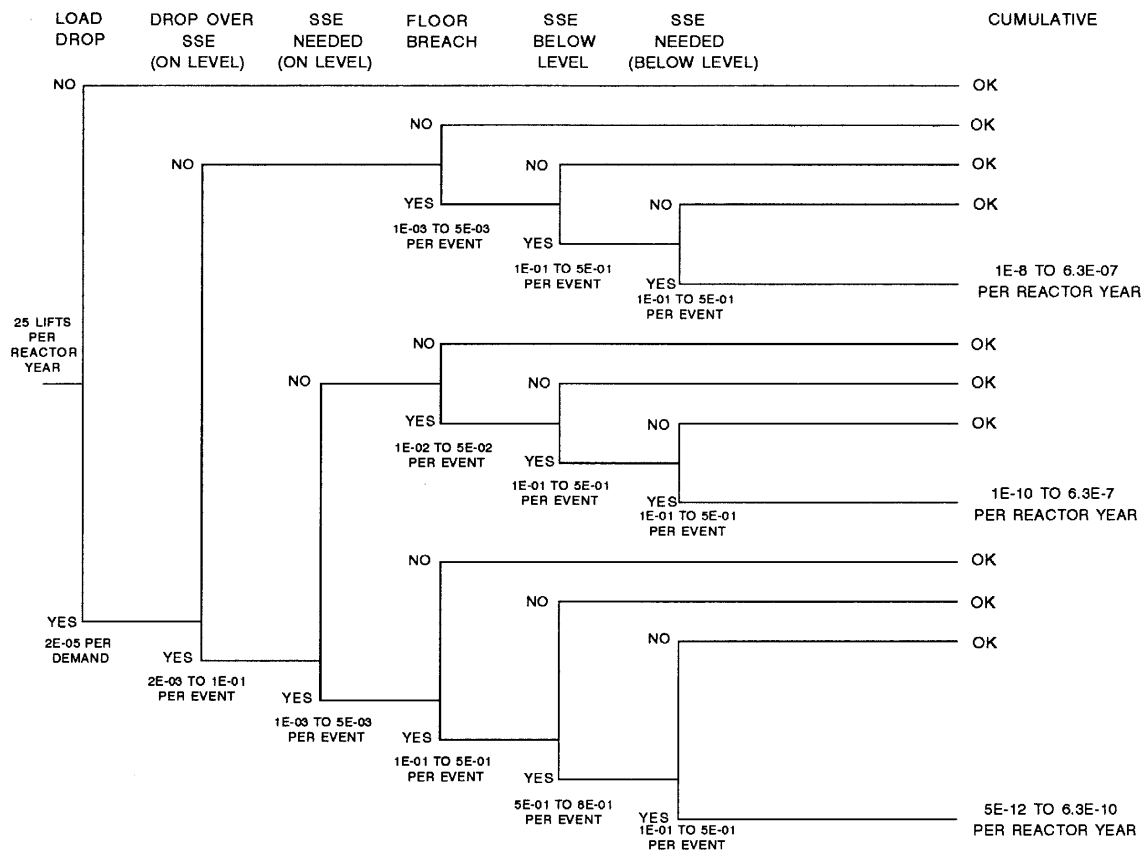 LOAD
DROP
DROP OVER
SSE
(ON LEVEL)
SSE
NEEDED
(ON LEVEL)
FLOOR
BREACH
SSE
BELOW
LEVEL
SSE
NEEDED
(BELOW LEVEL)
CUMULATIVE
NO
OK
NO
OK
NO
NO
OK
YES
1E-03 TO 5E-03
PER EVENT
NO
OK
YES
1E-01 TO 5E-01
PER EVENT
YES
1E-01 TO 5E-01
PER EVENT
1E-8 TO 6.3E-07
PER REACTOR YEAR
25 LIFTS
PER
REACTOR
YEAR
NO
OK
NO
NO
OK
YES
1E-02 TO 5E-02
PER EVENT
NO
OK
YES
1E-01 TO 5E-01
PER EVENT
YES
1E-01 TO 5E-01
PER EVENT
1E-10 TO 6.3E-7
PER REACTOR YEAR
NO
OK
NO
OK
YES
2E-05 PER
DEMAND
NO
OK
YES
2E-03 TO 1E-01
PER EVENT
YES
1E-03 TO 5E-03
PER EVENT
YES
1E-01 TO 5E-01
PER EVENT
YES
5E-01 TO 8E-01
PER EVENT
YES
1E-01 TO 5E-01
PER EVENT
5E-12 TO 6.3E-10
PER REACTOR YEAR